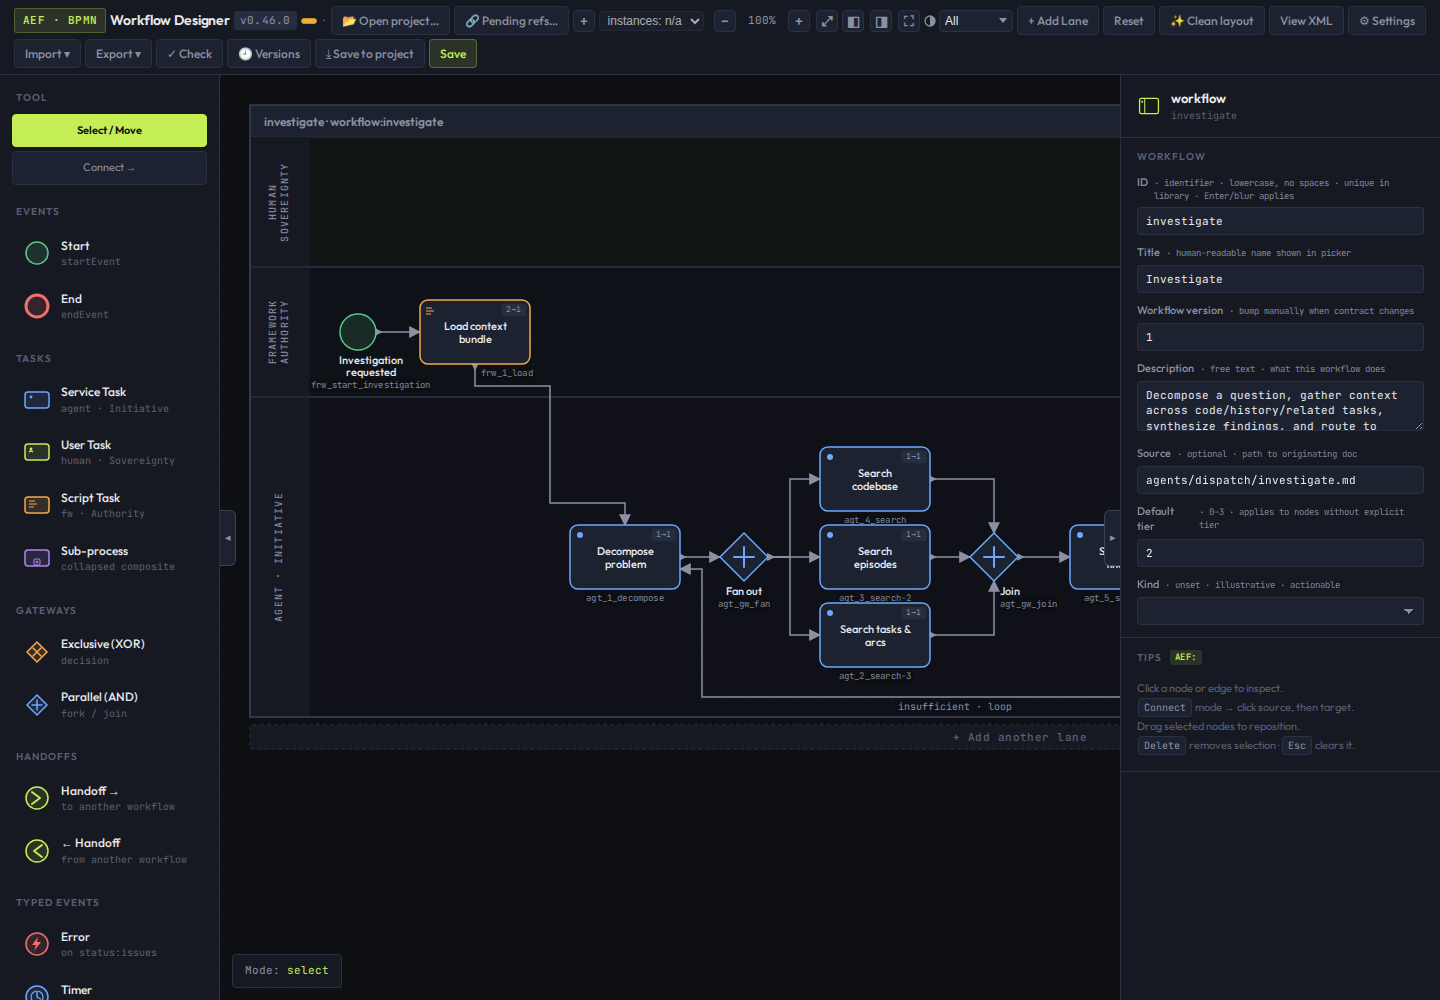 AEF · BPMN Workflow Designer v0.46.0 · 📂 Open project... 🔗 Pending refs... + instances: n/a − 100% + All + Add Lane Reset ✨ Clean layout View XML ⚙ Settings
Import ▾ Export ▾ ✓ Check 🕘 Versions ⤓ Save to project Save
TOOL
Select / Move
Connect →
EVENTS
Start
startEvent
End
endEvent
TASKS
Service Task
agent · Initiative
User Task
human · Sovereignty
Script Task
fw · Authority
Sub-process
collapsed composite
GATEWAYS
Exclusive (XOR)
decision
Parallel (AND)
fork / join
HANDOFFS
Handoff →
to another workflow
← Handoff
from another workflow
TYPED EVENTS
Error
on status:issues
Timer
investigate · workflow:investigate
HUMAN
SOVEREIGNTY
FRAMEWORK
AUTHORITY
Investigation
requested
frw_start_investigation
2→1
Load context
bundle
frw_1_load
AGENT · INITIATIVE
1→1
Decompose
problem
agt_1_decompose
Fan out
agt_gw_fan
1→1
Search
codebase
agt_4_search
1→1
Search
episodes
agt_3_search-2
1→1
Search tasks &
arcs
agt_2_search-3
Join
agt_gw_join
agt_5_s
insufficient · loop
+ Add another lane
Mode: select
workflow
investigate
WORKFLOW
ID · identifier · lowercase, no spaces · unique in
library · Enter/blur applies
investigate
Title · human-readable name shown in picker
Investigate
Workflow version · bump manually when contract changes
1
Description · free text · what this workflow does
Decompose a question, gather context
across code/history/related tasks,
synthesize findings, and route to
Source · optional · path to originating doc
agents/dispatch/investigate.md
Default · 0–3 · applies to nodes without explicit
tier tier
2
Kind · unset · illustrative · actionable
TIPS AEF:
Click a node or edge to inspect.
Connect mode → click source, then target.
Drag selected nodes to reposition.
Delete removes selection · Esc clears it.